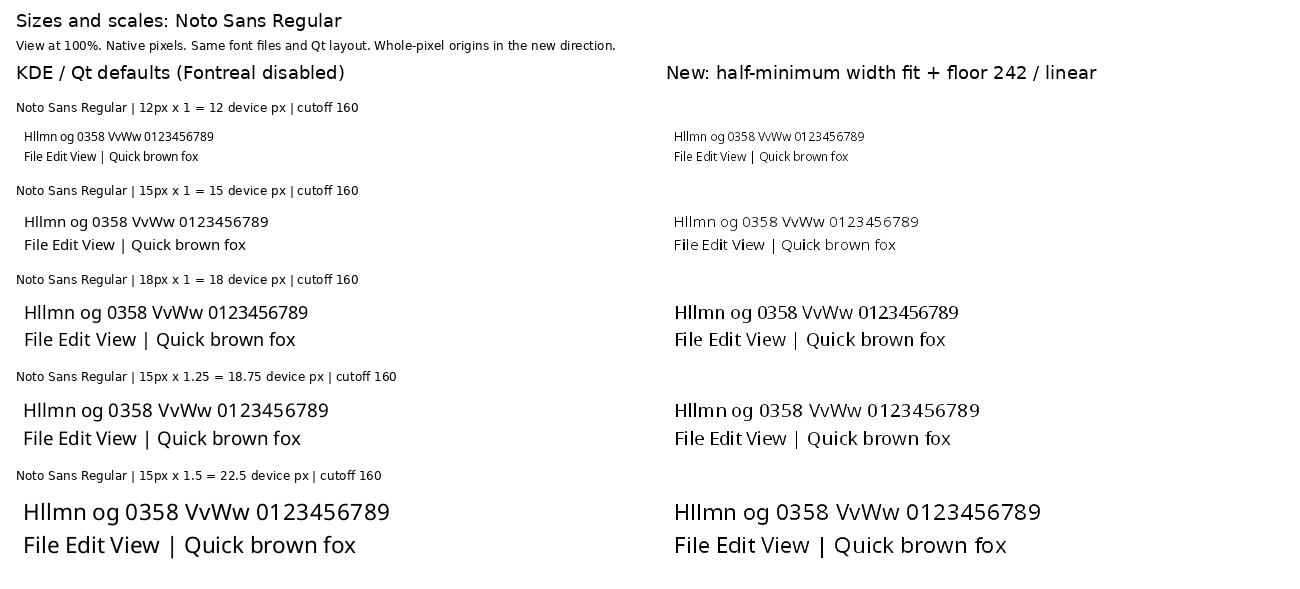 Sizes and scales: Noto Sans Regular
View at 100%. Native pixels. Same font files and Qt layout. Whole-pixel origins in the new direction.
KDE / Qt defaults (Fontreal disabled)
New: half-minimum width fit + floor 242 / linear
Noto Sans Regular | 12px x 1 = 12 device px | cutoff 160
Hllmn og 0358 VvWw 0123456789
File Edit View | Quick brown fox
Hllmn og 0358 VvWw 0123456789
File Edit View | Quick brown fox
Noto Sans Regular | 15px x 1 = 15 device px | cutoff 160
Hllmn og 0358 VvWw 0123456789
File Edit View | Quick brown fox
Hllmn og 0358 VvWw 0123456789
File Edit View | Quick brown fox
Noto Sans Regular | 18px x 1 = 18 device px | cutoff 160
Hllmn og 0358 VvWw 0123456789
File Edit View | Quick brown fox
Hllmn og 0358 VvWw 0123456789
File Edit View | Quick brown fox
Noto Sans Regular | 15px x 1.25 = 18.75 device px | cutoff 160
Hllmn og 0358 VvWw 0123456789
File Edit View | Quick brown fox
Hllmn og 0358 VvWw 0123456789
File Edit View | Quick brown fox
Noto Sans Regular | 15px x 1.5 = 22.5 device px | cutoff 160
Hllmn og 0358 VvWw 0123456789
File Edit View | Quick brown fox
Hllmn og 0358 VvWw 0123456789
File Edit View | Quick brown fox